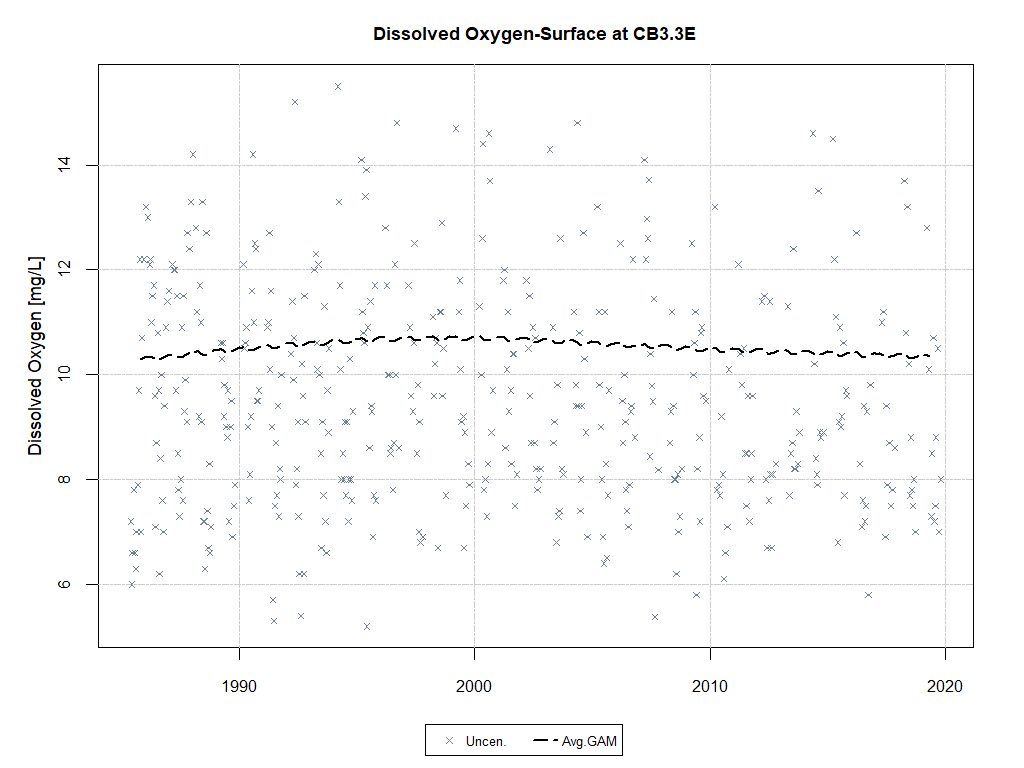 Dissolved Oxygen-Surface at CB3.3E
Dissolved Oxygen [mg/L]
14
12
10
8
6
1990
2000
2010
2020
Uncen.
Avg.GAM